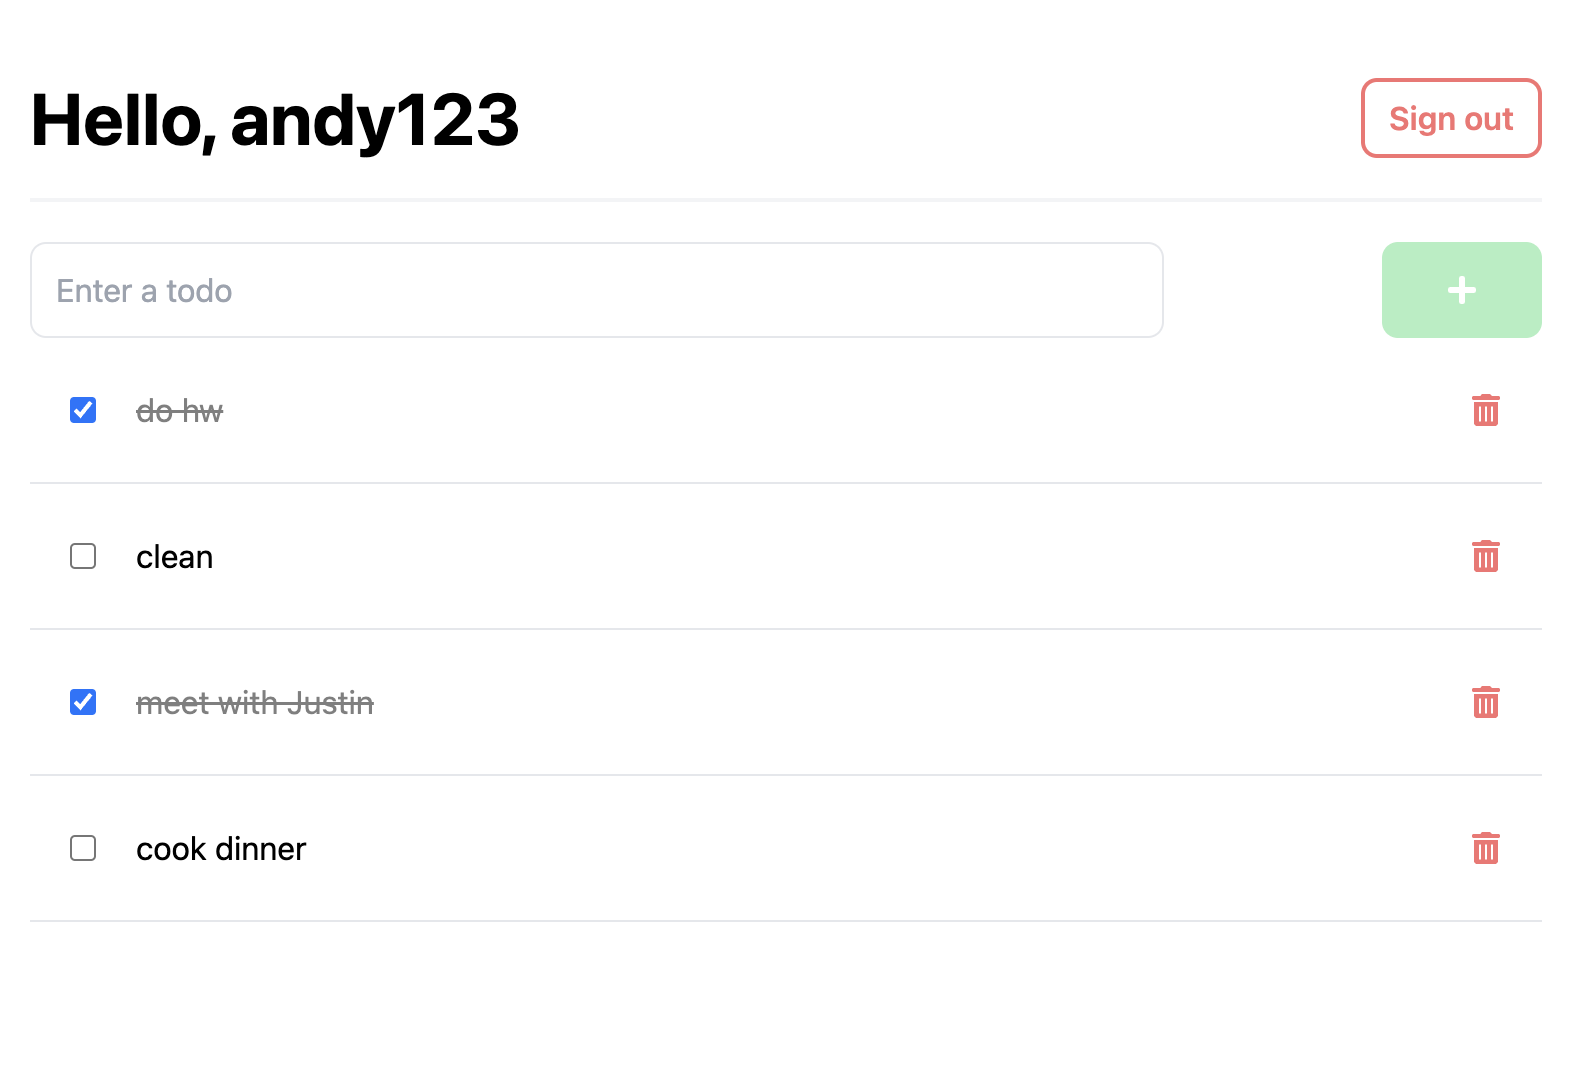 Hello, andy123
Sign out
Enter a todo
do hw
clean
meet with Justin
cook dinner